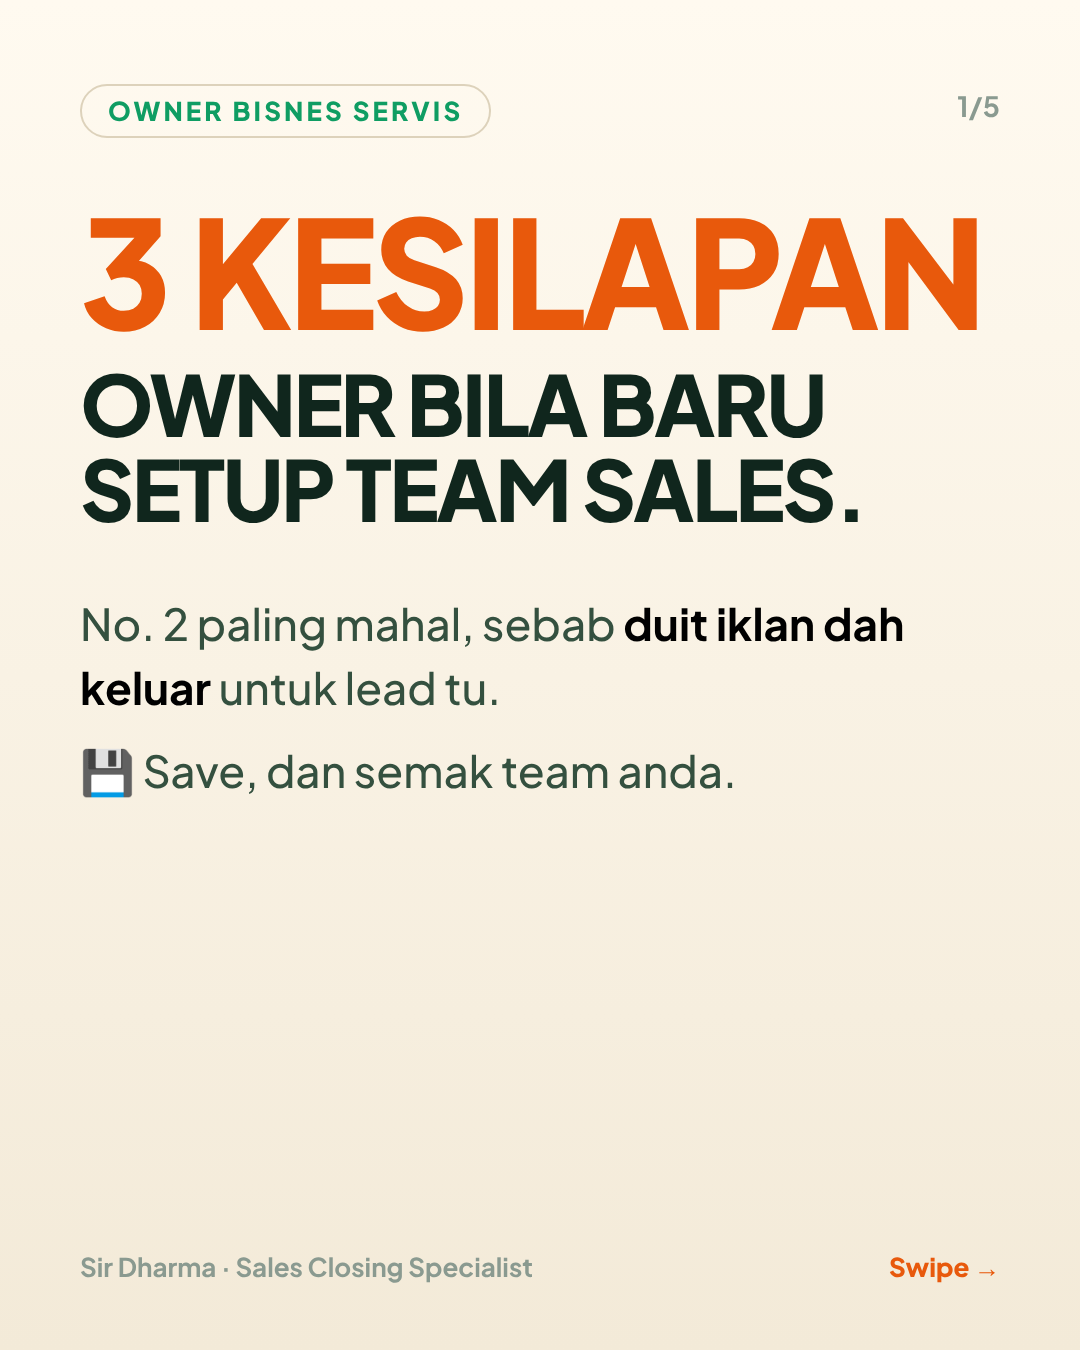 OWNER BISNES SERVIS
1/5
3 KESILAPAN
OWNER BILA BARU
SETUP TEAM SALES.
No. 2 paling mahal, sebab duit iklan dah
keluar untuk lead tu.
💾 Save, dan semak team anda.
Sir Dharma · Sales Closing Specialist
Swipe →